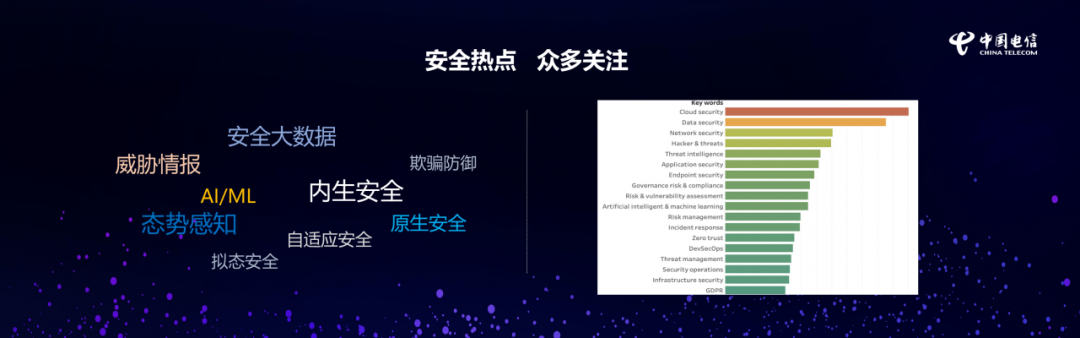 中国电信
CHINA TELECOM
安全热点 众多关注
安全大数据
威胁情报
欺骗防御
AI/ML
内生安全
态势感知
原生安全
自适应安全
拟态安全
Key words
Cloud security
Data security
Network security
Hacker & threats
Threat intelligence
Application security
Endpoint security
Governance risk & compliance
Risk & vulnerability assessment
Artificial intelligent & machine learning
Risk management
Incident response
Zero trust
DevSecOps
Threat management
Security operations
Infrastructure security
GDPR